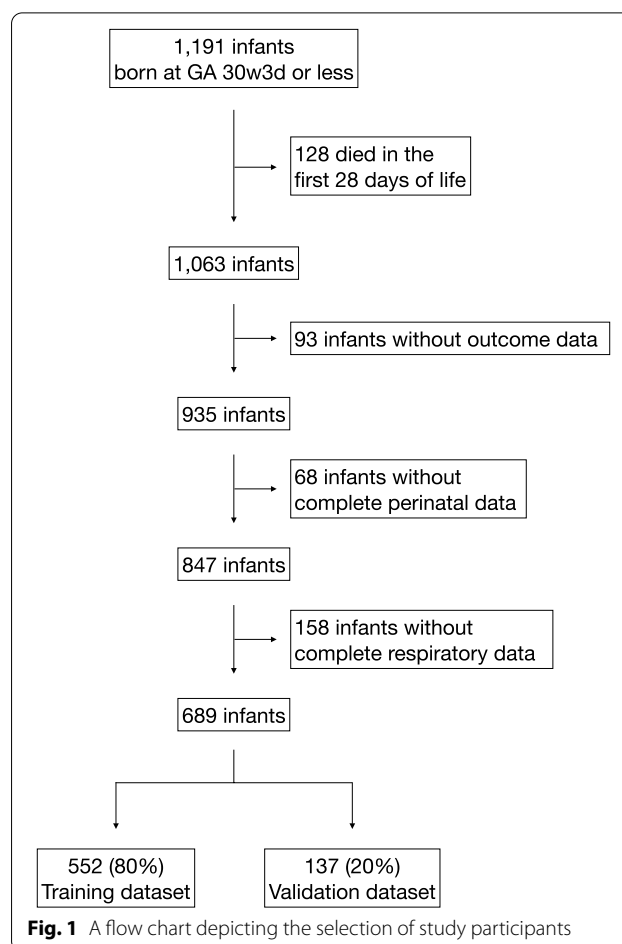 1,191 infants
born at GA 30w3d or less
128 died in the
first 28 days of life
1,063 infants
93 infants without outcome data
935 infants
68 infants without
complete perinatal data
847 infants
158 infants without
complete respiratory data
689 infants
552 (80%)
Training dataset
137 (20%)
Validation dataset
Fig. 1 A flow chart depicting the selection of study participants